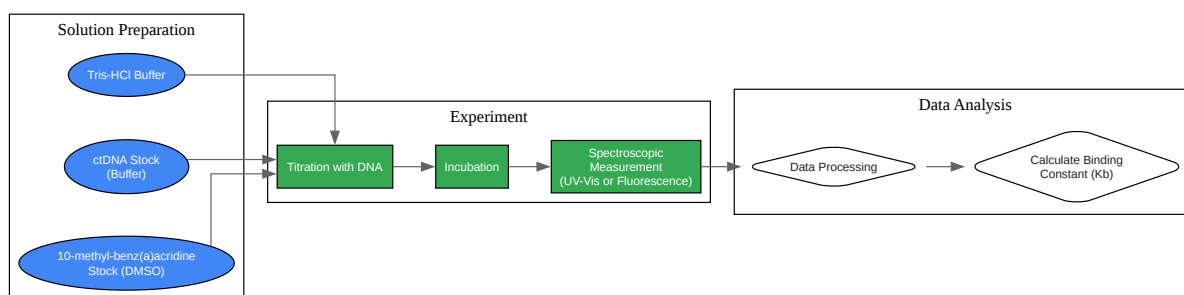 Solution Preparation
Tris-HCl Buffer
ctDNA Stock
(Buffer)
10-methyl-benz(a)acridine
Stock (DMSO)
Experiment
Titration with DNA
Incubation
Spectroscopic
Measurement
(UV-Vis or Fluorescence)
Data Analysis
Data Processing
Calculate Binding
Constant (Kb)